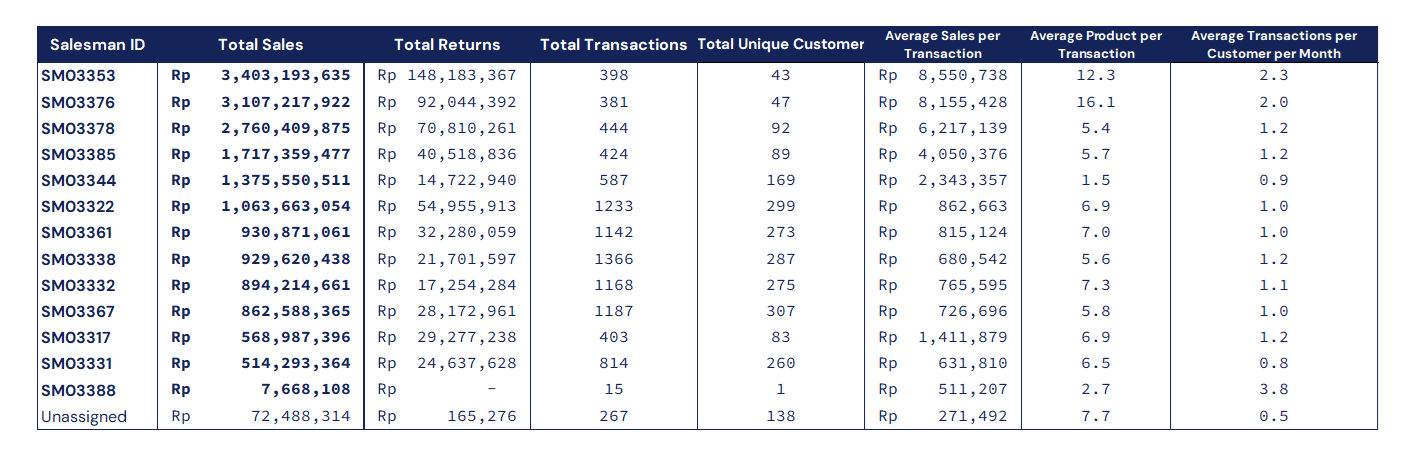 Salesman ID Total Sales Total Returns Total Transactions Total Unique Customer Average Sales per Transaction Average Product per Transaction Average Transactions per Customer per Month
SMO3353 Rp 3,403,193,635 Rp 148,183,367 398 43 Rp 8,550,738 12.3 2.3
SMO3376 Rp 3,107,217,922 Rp 92,044,392 381 47 Rp 8,155,428 16.1 2.0
SMO3378 Rp 2,760,409,875 Rp 70,810,261 444 92 Rp 6,217,139 5.4 1.2
SMO3385 Rp 1,717,359,477 Rp 40,518,836 424 89 Rp 4,050,376 5.7 1.2
SMO3344 Rp 1,375,550,511 Rp 14,722,940 587 169 Rp 2,343,357 1.5 0.9
SMO3322 Rp 1,063,663,054 Rp 54,955,913 1233 299 Rp 862,663 6.9 1.0
SMO3361 Rp 930,871,061 Rp 32,280,059 1142 273 Rp 815,124 7.0 1.0
SMO3338 Rp 929,620,438 Rp 21,701,597 1366 287 Rp 680,542 5.6 1.2
SMO3332 Rp 894,214,661 Rp 17,254,284 1168 275 Rp 765,595 7.3 1.1
SMO3367 Rp 862,588,365 Rp 28,172,961 1187 307 Rp 726,696 5.8 1.0
SMO3317 Rp 568,987,396 Rp 29,277,238 403 83 Rp 1,411,879 6.9 1.2
SMO3331 Rp 514,293,364 Rp 24,637,628 814 260 Rp 631,810 6.5 0.8
SMO3388 Rp 7,668,108 Rp - 15 1 Rp 511,207 2.7 3.8
Unassigned Rp 72,488,314 Rp 165,276 267 138 Rp 271,492 7.7 0.5